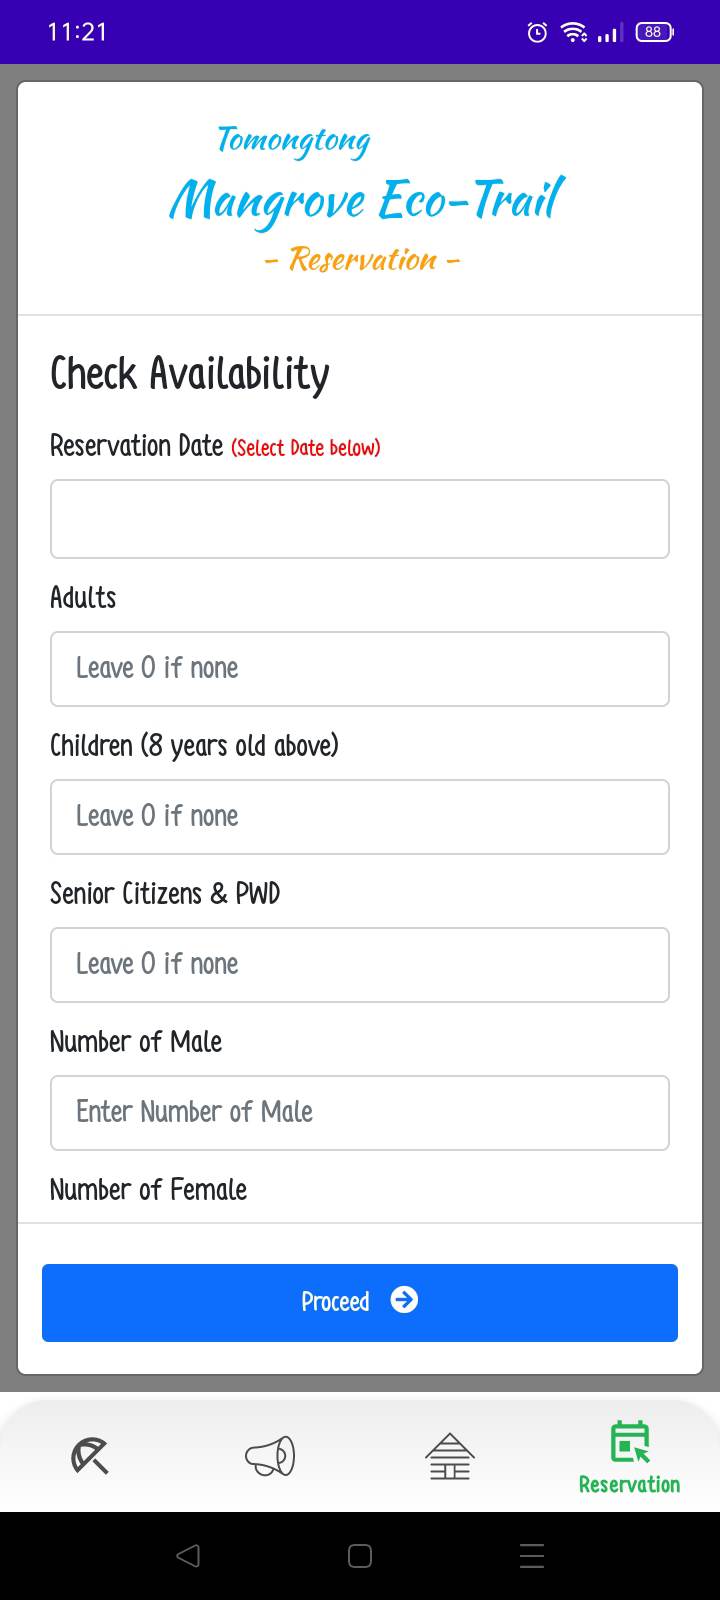 11:21
88
Tomongtong
Mangrove Eco-Trail
- Reservation -
Check Availability
Reservation Date (Select Date below)
Adults
Leave 0 if none
Children (8 years old above)
Leave 0 if none
Senior Citizens & PWD
Leave 0 if none
Number of Male
Enter Number of Male
Number of Female
Proceed
Reservation